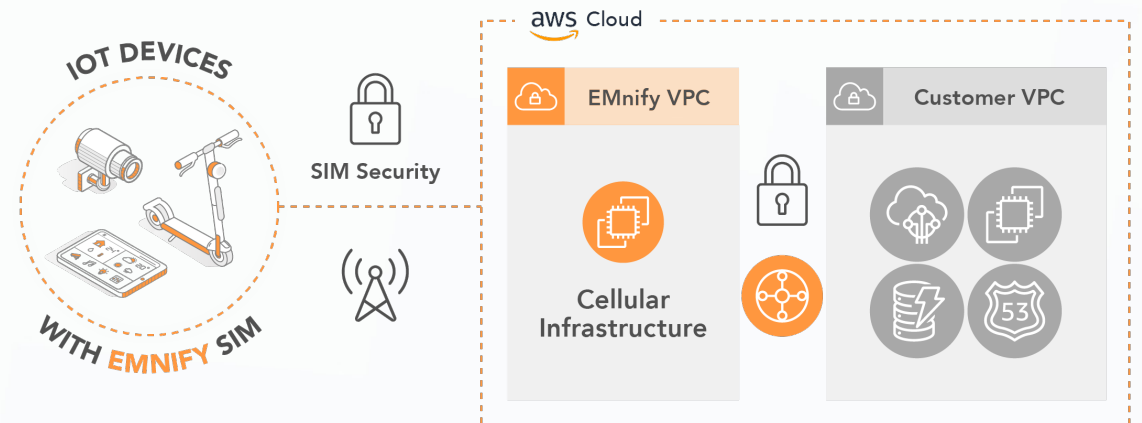 IOT DEVICES
WITH EMNIFY SIM
SIM Security
aws Cloud
EMnify VPC
Cellular
Infrastructure
Customer VPC
53